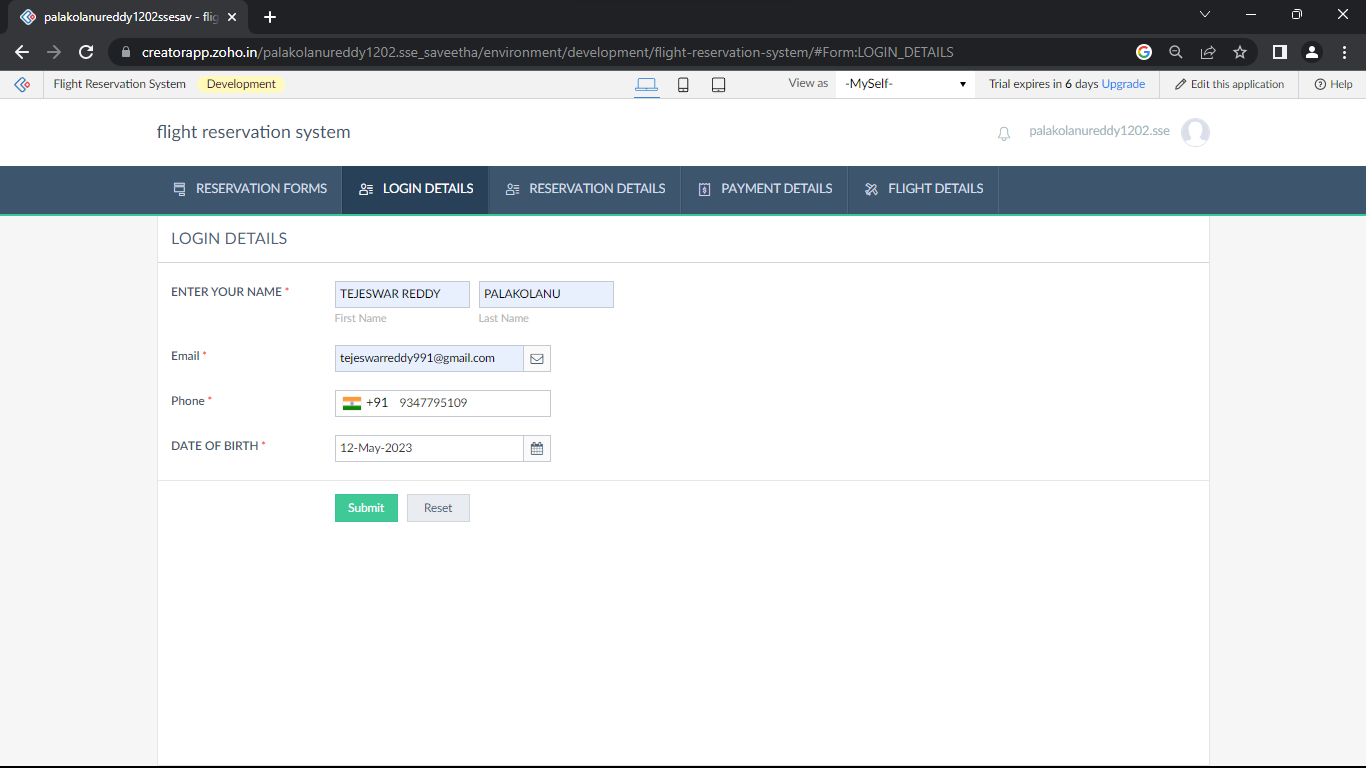 palakolanureddy1202ssesav - flig
creatorapp.zoho.in/palakolanureddy1202.sse_saveetha/environment/development/flight-reservation-system/#Form:LOGIN_DETAILS
Flight Reservation System Development View as -MySelf- Trial expires in 6 days Upgrade Edit this application Help
flight reservation system palakolanureddy1202.sse
RESERVATION FORMS LOGIN DETAILS RESERVATION DETAILS PAYMENT DETAILS FLIGHT DETAILS
LOGIN DETAILS
ENTER YOUR NAME * TEJESWAR REDDY PALAKOLANU
First Name Last Name
Email * tejeswarreddy991@gmail.com
Phone * +91 9347795109
DATE OF BIRTH * 12-May-2023
Submit Reset